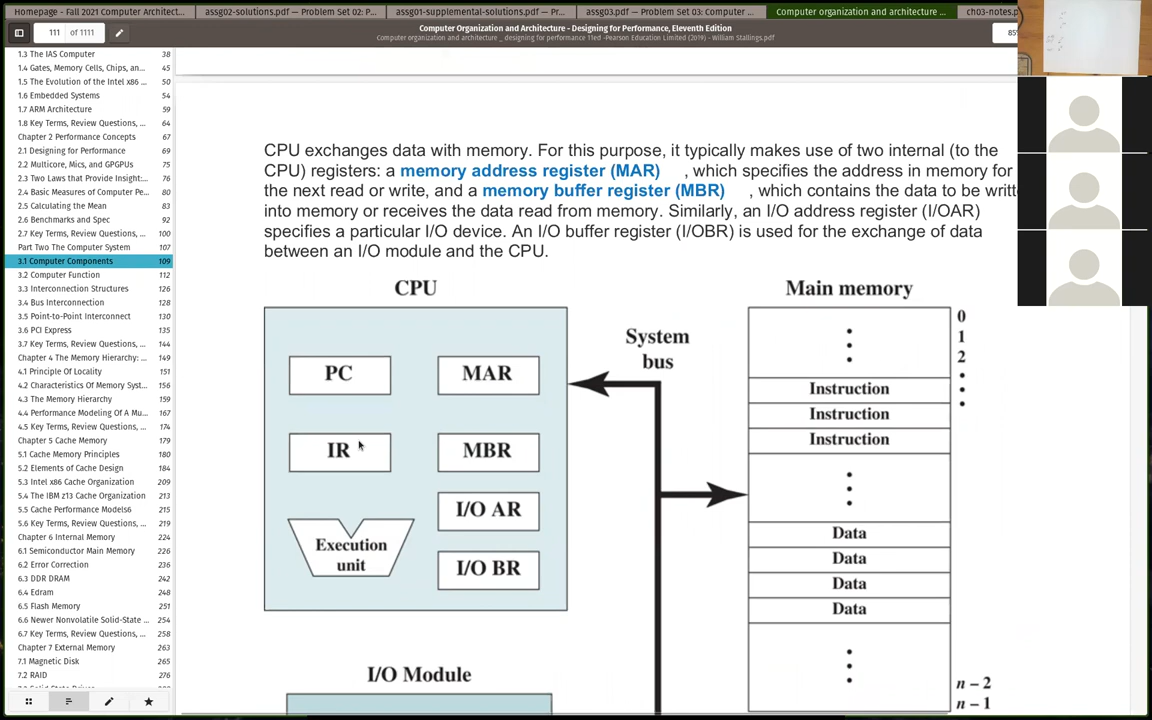 Homepage - Fall 2021 Computer Architect...
assg02-solutions.pdf — Problem Set 02: P...
assg01-supplemental-solutions.pdf — Pr...
assg03.pdf — Problem Set 03: Computer ...
Computer organization and architecture ...
ch03-notes.p
111 of 1111
Computer Organization and Architecture - Designing for Performance, Eleventh Edition
Computer organization and architecture _ designing for performance 11ed -Pearson Education Limited (2019) - William Stallings.pdf
85
1.3 The IAS Computer 38
1.4 Gates, Memory Cells, Chips, an... 45
1.5 The Evolution of the Intel x86 ... 50
1.6 Embedded Systems 54
1.7 ARM Architecture 59
1.8 Key Terms, Review Questions, ... 64
Chapter 2 Performance Concepts 67
2.1 Designing for Performance 69
2.2 Multicore, Mics, and GPGPUs 75
2.3 Two Laws that Provide Insight:... 76
2.4 Basic Measures of Computer Pe... 80
2.5 Calculating the Mean 83
2.6 Benchmarks and Spec 92
2.7 Key Terms, Review Questions, ... 100
Part Two The Computer System 107
3.1 Computer Components 109
3.2 Computer Function 112
3.3 Interconnection Structures 126
3.4 Bus Interconnection 128
3.5 Point-to-Point Interconnect 130
3.6 PCI Express 135
3.7 Key Terms, Review Questions, ... 144
Chapter 4 The Memory Hierarchy: ... 149
4.1 Principle Of Locality 151
4.2 Characteristics Of Memory Syst... 156
4.3 The Memory Hierarchy 159
4.4 Performance Modeling Of A Mu... 167
4.5 Key Terms, Review Questions, ... 174
Chapter 5 Cache Memory 179
5.1 Cache Memory Principles 180
5.2 Elements of Cache Design 184
5.3 Intel x86 Cache Organization 209
5.4 The IBM z13 Cache Organization 213
5.5 Cache Performance Models6 215
5.6 Key Terms, Review Questions, ... 219
Chapter 6 Internal Memory 224
6.1 Semiconductor Main Memory 226
6.2 Error Correction 236
6.3 DDR DRAM 242
6.4 Edram 248
6.5 Flash Memory 251
6.6 Newer Nonvolatile Solid-State ... 254
6.7 Key Terms, Review Questions, ... 258
Chapter 7 External Memory 263
7.1 Magnetic Disk 265
7.2 RAID 276
CPU exchanges data with memory. For this purpose, it typically makes use of two internal (to the
CPU) registers: a memory address register (MAR) , which specifies the address in memory for
the next read or write, and a memory buffer register (MBR) , which contains the data to be writt
into memory or receives the data read from memory. Similarly, an I/O address register (I/OAR)
specifies a particular I/O device. An I/O buffer register (I/OBR) is used for the exchange of data
between an I/O module and the CPU.
CPU
PC
MAR
IR
MBR
I/O AR
Execution
unit
I/O BR
System
bus
Main memory
0
1
2
Instruction
Instruction
Instruction
Data
Data
Data
Data
n − 2
n − 1
I/O Module